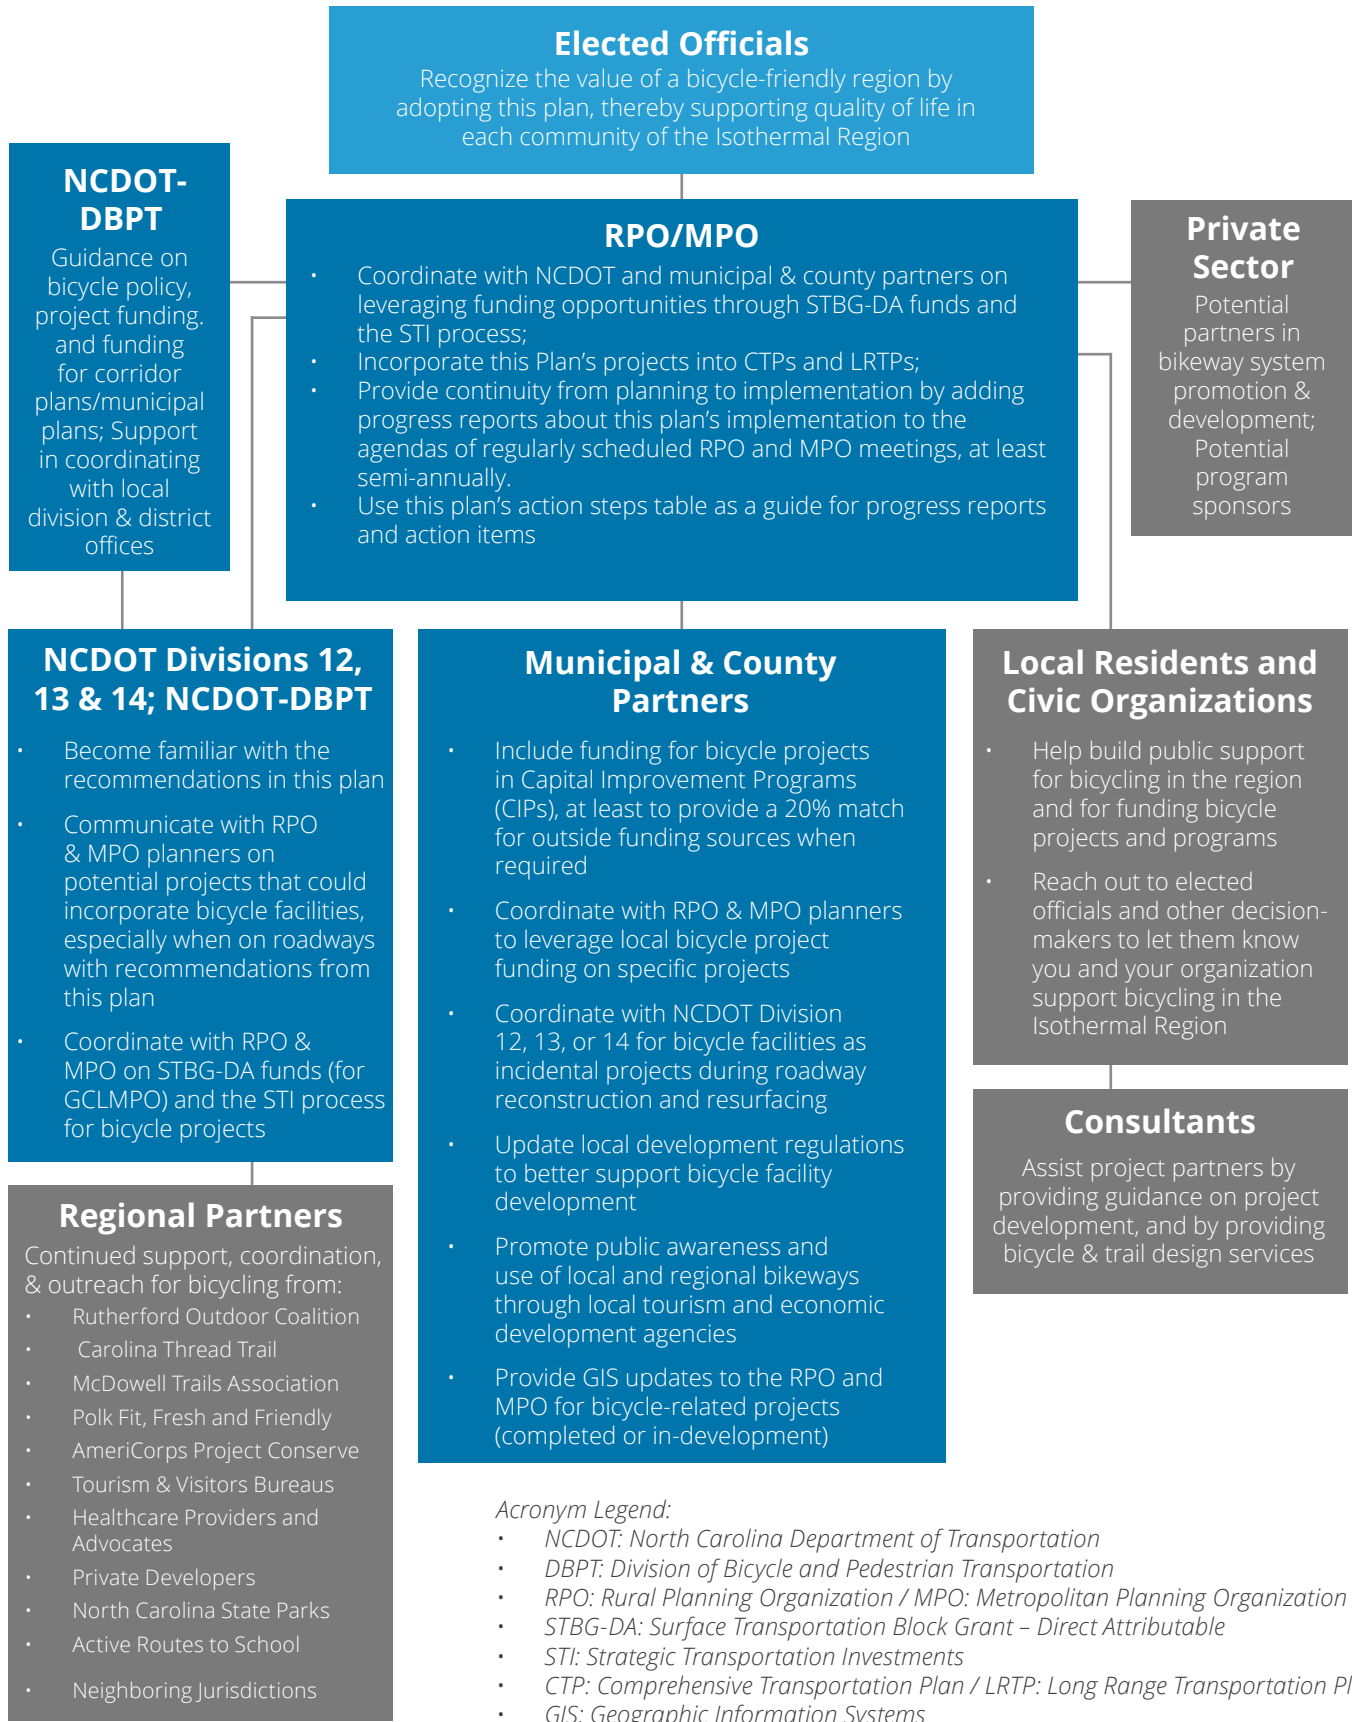 Elected Officials
Recognize the value of a bicycle-friendly region by
adopting this plan, thereby supporting quality of life in
each community of the Isothermal Region
NCDOT-
DBPT
Guidance on
bicycle policy,
project funding.
and funding
for corridor
plans/municipal
plans; Support
in coordinating
with local
division & district
offices
RPO/MPO
• Coordinate with NCDOT and municipal & county partners on
leveraging funding opportunities through STBG-DA funds and
the STI process;
• Incorporate this Plan's projects into CTPs and LRTPs;
• Provide continuity from planning to implementation by adding
progress reports about this plan's implementation to the
agendas of regularly scheduled RPO and MPO meetings, at least
semi-annually.
• Use this plan's action steps table as a guide for progress reports
and action items
Private
Sector
Potential
partners in
bikeway system
promotion &
development;
Potential
program
sponsors
NCDOT Divisions 12,
13 & 14; NCDOT-DBPT
• Become familiar with the
recommendations in this plan
• Communicate with RPO
& MPO planners on
potential projects that could
incorporate bicycle facilities,
especially when on roadways
with recommendations from
this plan
• Coordinate with RPO &
MPO on STBG-DA funds (for
GCLMPO) and the STI process
for bicycle projects
Municipal & County
Partners
• Include funding for bicycle projects
in Capital Improvement Programs
(CIPs), at least to provide a 20% match
for outside funding sources when
required
• Coordinate with RPO & MPO planners
to leverage local bicycle project
funding on specific projects
• Coordinate with NCDOT Division
12, 13, or 14 for bicycle facilities as
incidental projects during roadway
reconstruction and resurfacing
• Update local development regulations
to better support bicycle facility
development
• Promote public awareness and
use of local and regional bikeways
through local tourism and economic
development agencies
• Provide GIS updates to the RPO and
MPO for bicycle-related projects
(completed or in-development)
Local Residents and
Civic Organizations
• Help build public support
for bicycling in the region
and for funding bicycle
projects and programs
• Reach out to elected
officials and other decision-
makers to let them know
you and your organization
support bicycling in the
Isothermal Region
Consultants
Assist project partners by
providing guidance on project
development, and by providing
bicycle & trail design services
Regional Partners
Continued support, coordination,
& outreach for bicycling from:
• Rutherford Outdoor Coalition
• Carolina Thread Trail
• McDowell Trails Association
• Polk Fit, Fresh and Friendly
• AmeriCorps Project Conserve
• Tourism & Visitors Bureaus
• Healthcare Providers and
Advocates
• Private Developers
• North Carolina State Parks
• Active Routes to School
• Neighboring Jurisdictions
Acronym Legend:
• NCDOT: North Carolina Department of Transportation
• DBPT: Division of Bicycle and Pedestrian Transportation
• RPO: Rural Planning Organization / MPO: Metropolitan Planning Organization
• STBG-DA: Surface Transportation Block Grant – Direct Attributable
• STI: Strategic Transportation Investments
• CTP: Comprehensive Transportation Plan / LRTP: Long Range Transportation
• GIS: Geographic Information Systems